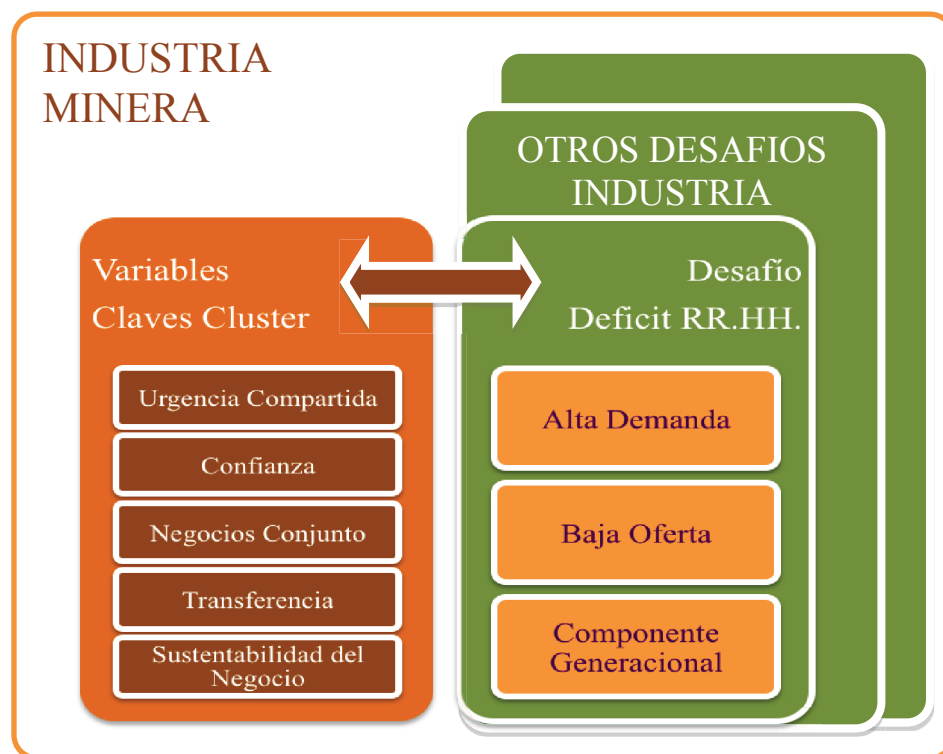 INDUSTRIA
MINERA
OTROS DESAFIOS
INDUSTRIA
Variables
Claves Cluster
Urgencia Compartida
Confianza
Negocios Conjunto
Transferencia
Sustentabilidad del
Negocio
Desafío
Deficit RR.HH.
Alta Demanda
Baja Oferta
Componente
Generacional